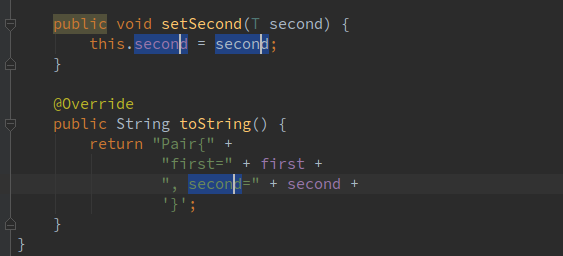 public void setSecond(T second) {
this.second = second;
}
@Override
public String toString() {
return "Pair{" +
"first=" + first +
", second=" + second +
'}';
}
}